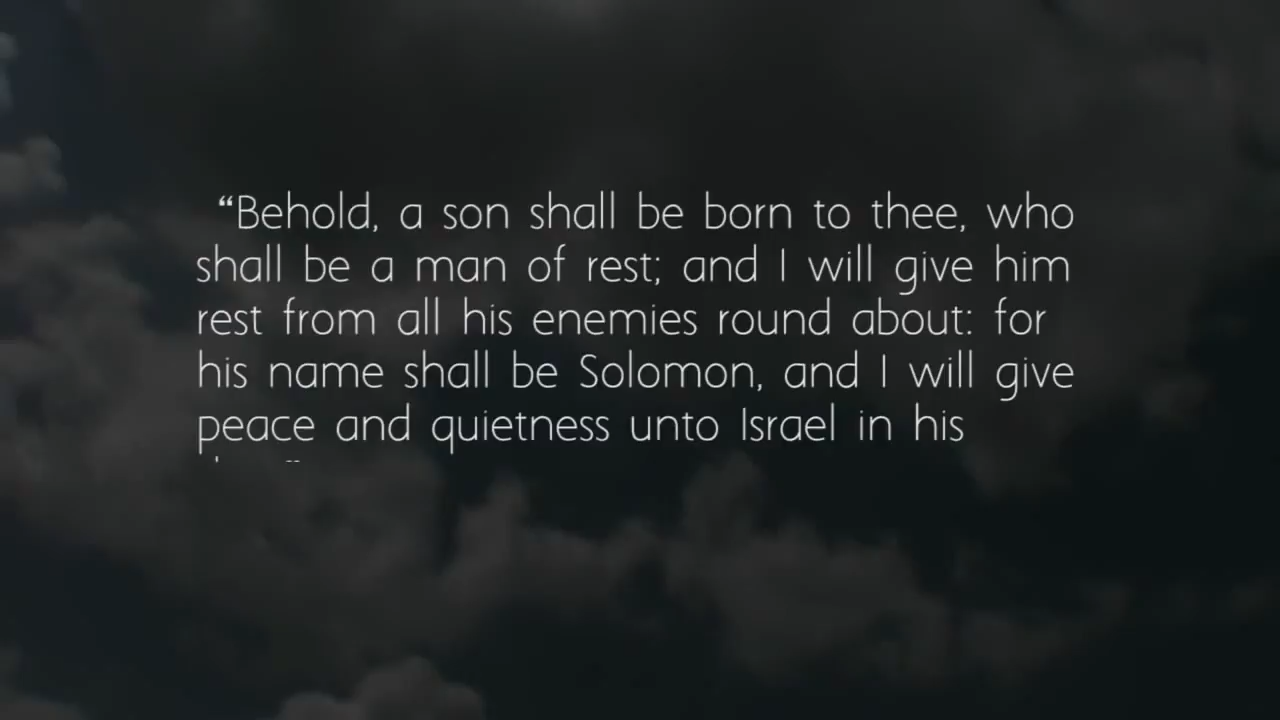 “Behold, a son shall be born to thee, who
shall be a man of rest; and I will give him
rest from all his enemies round about: for
his name shall be Solomon, and I will give
peace and quietness unto Israel in his